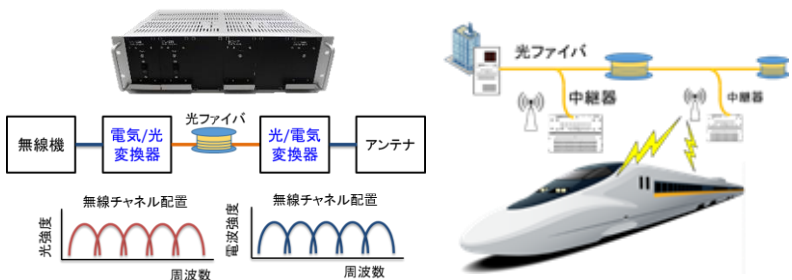 無線機
電気/光
変換器
光ファイバ
光/電気
変換器
アンテナ
無線チャネル配置
光強度
周波数
無線チャネル配置
電波強度
周波数
光ファイバ
中継器
中継器